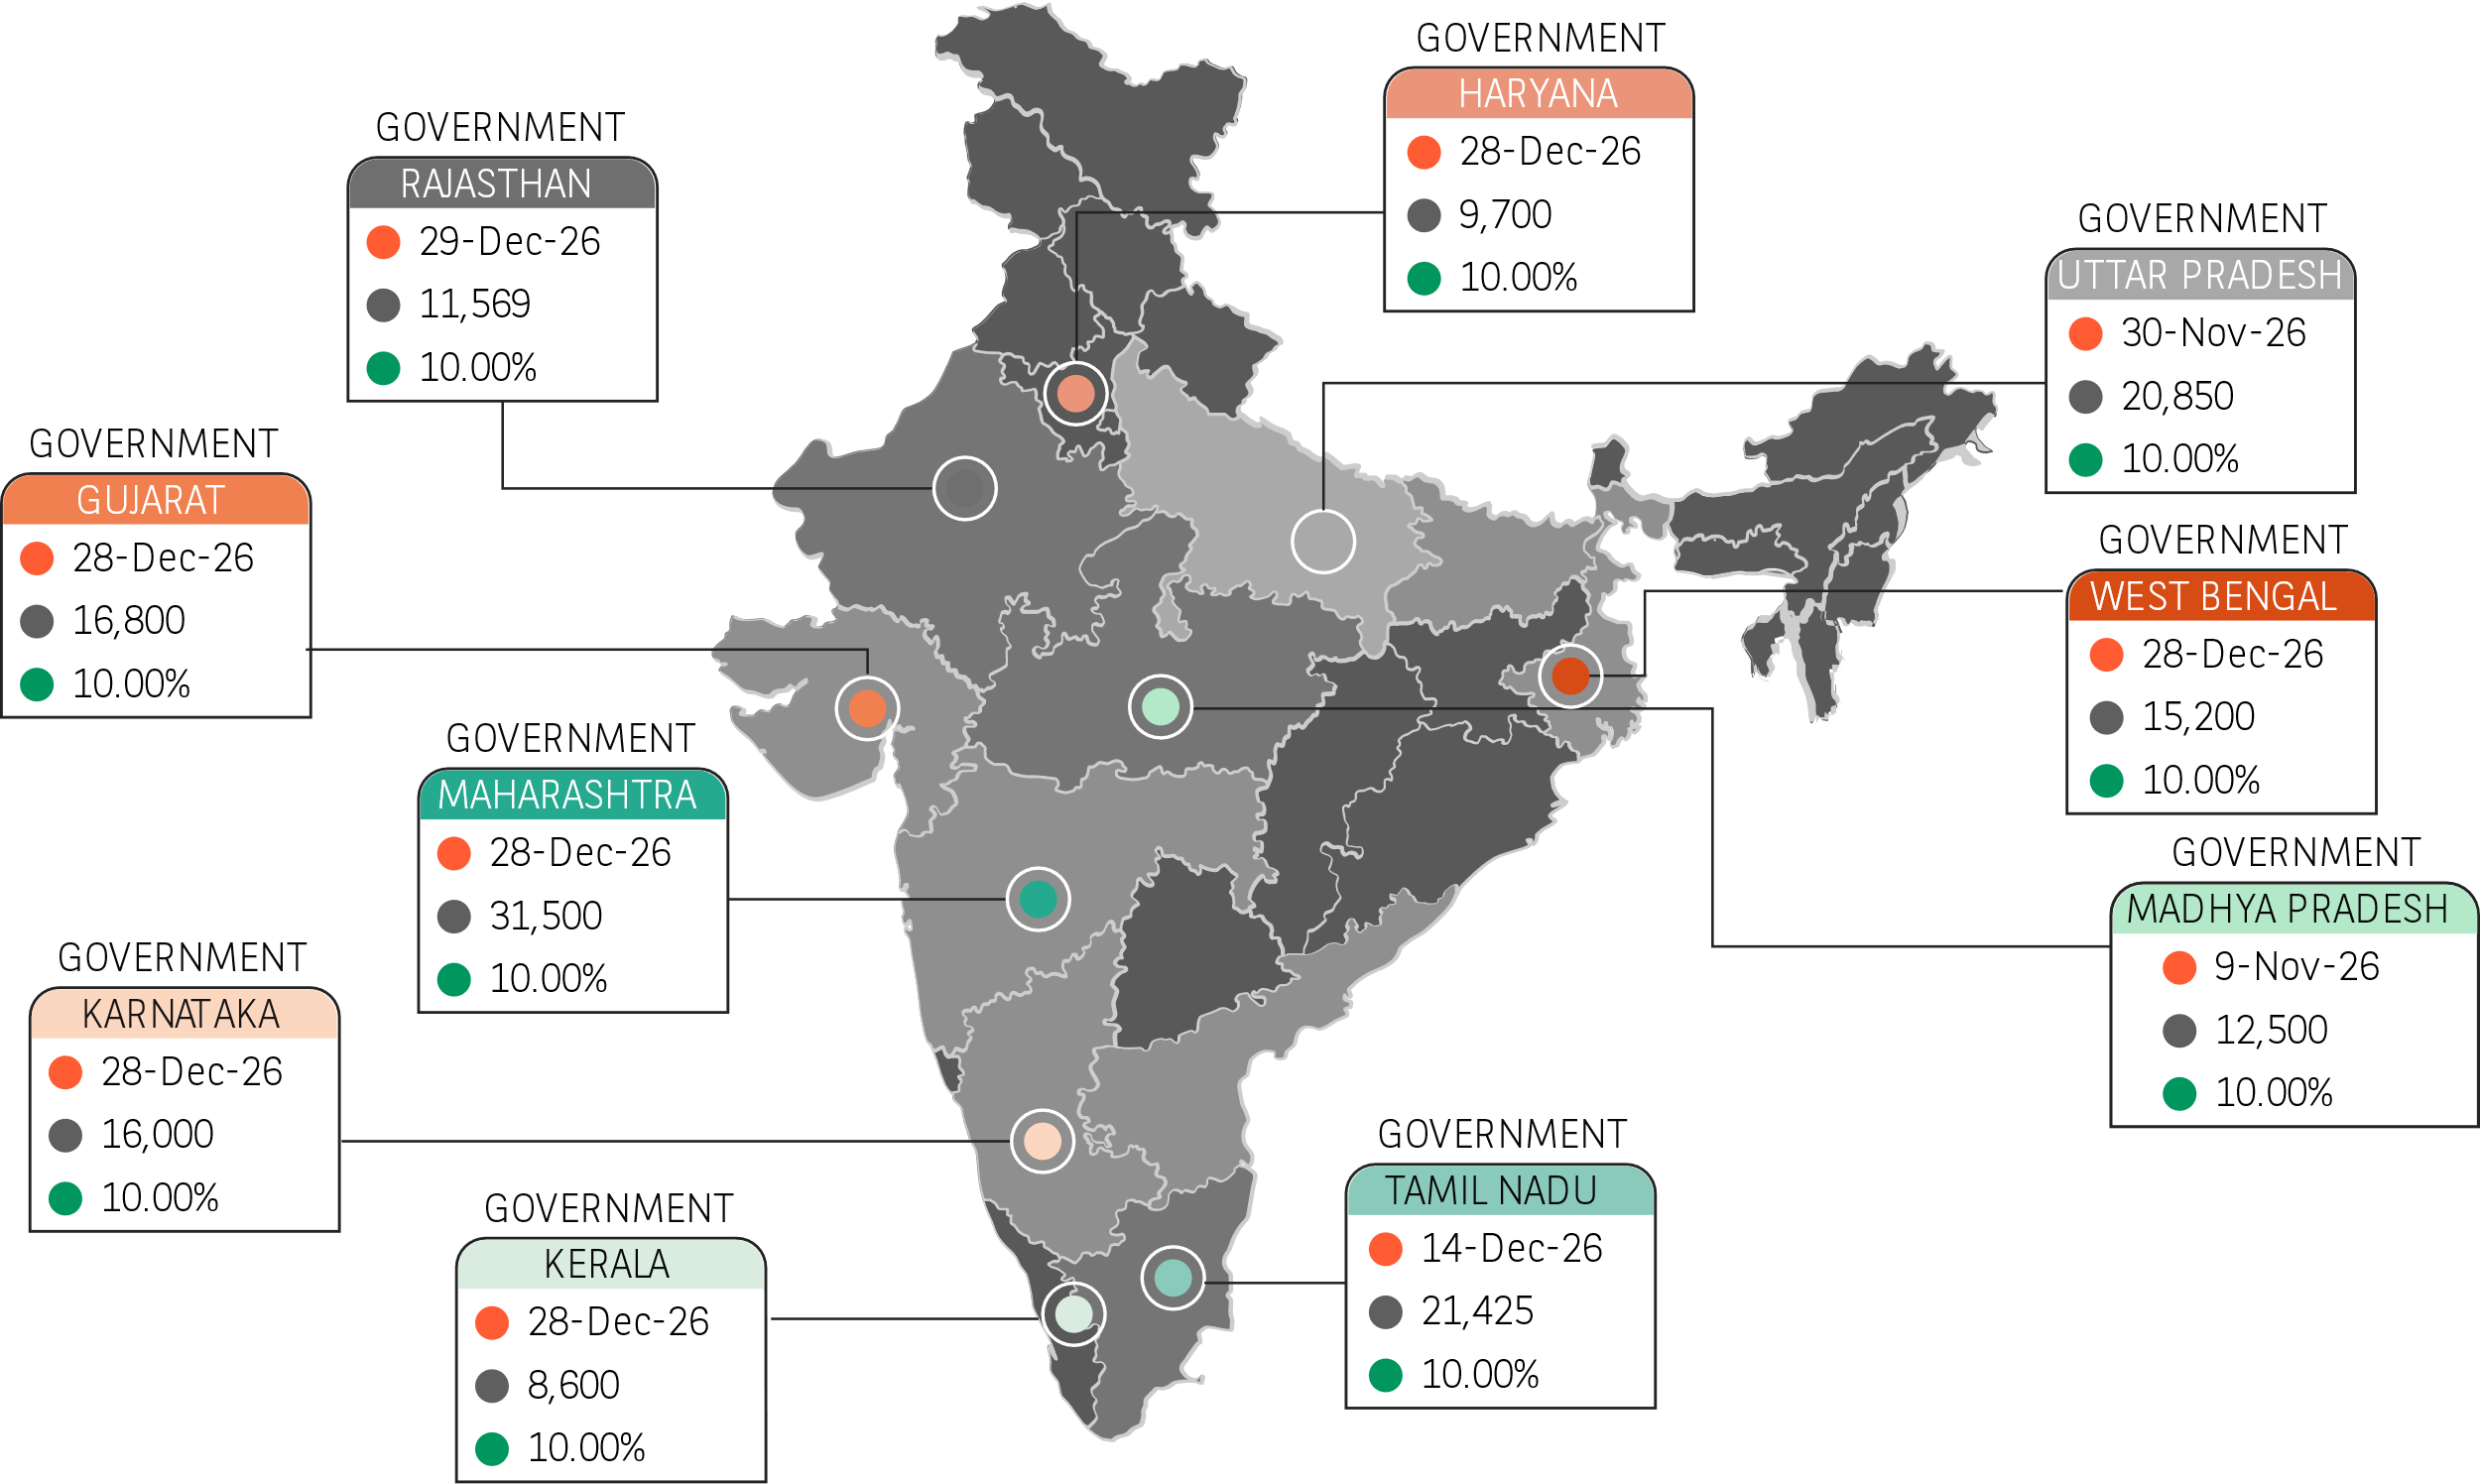 GOVERNMENT
HARYANA
28-Dec-26
9,700
10.00%
GOVERNMENT
RAJASTHAN
29-Dec-26
11,569
10.00%
GOVERNMENT
UTTAR PRADESH
30-Nov-26
20,850
10.00%
GOVERNMENT
GUJARAT
28-Dec-26
16,800
10.00%
GOVERNMENT
WEST BENGAL
28-Dec-26
15,200
10.00%
GOVERNMENT
MAHARASHTRA
28-Dec-26
31,500
10.00%
GOVERNMENT
MADHYA PRADESH
9-Nov-26
12,500
10.00%
GOVERNMENT
KARNATAKA
28-Dec-26
16,000
10.00%
GOVERNMENT
TAMIL NADU
14-Dec-26
21,425
10.00%
GOVERNMENT
KERALA
28-Dec-26
8,600
10.00%